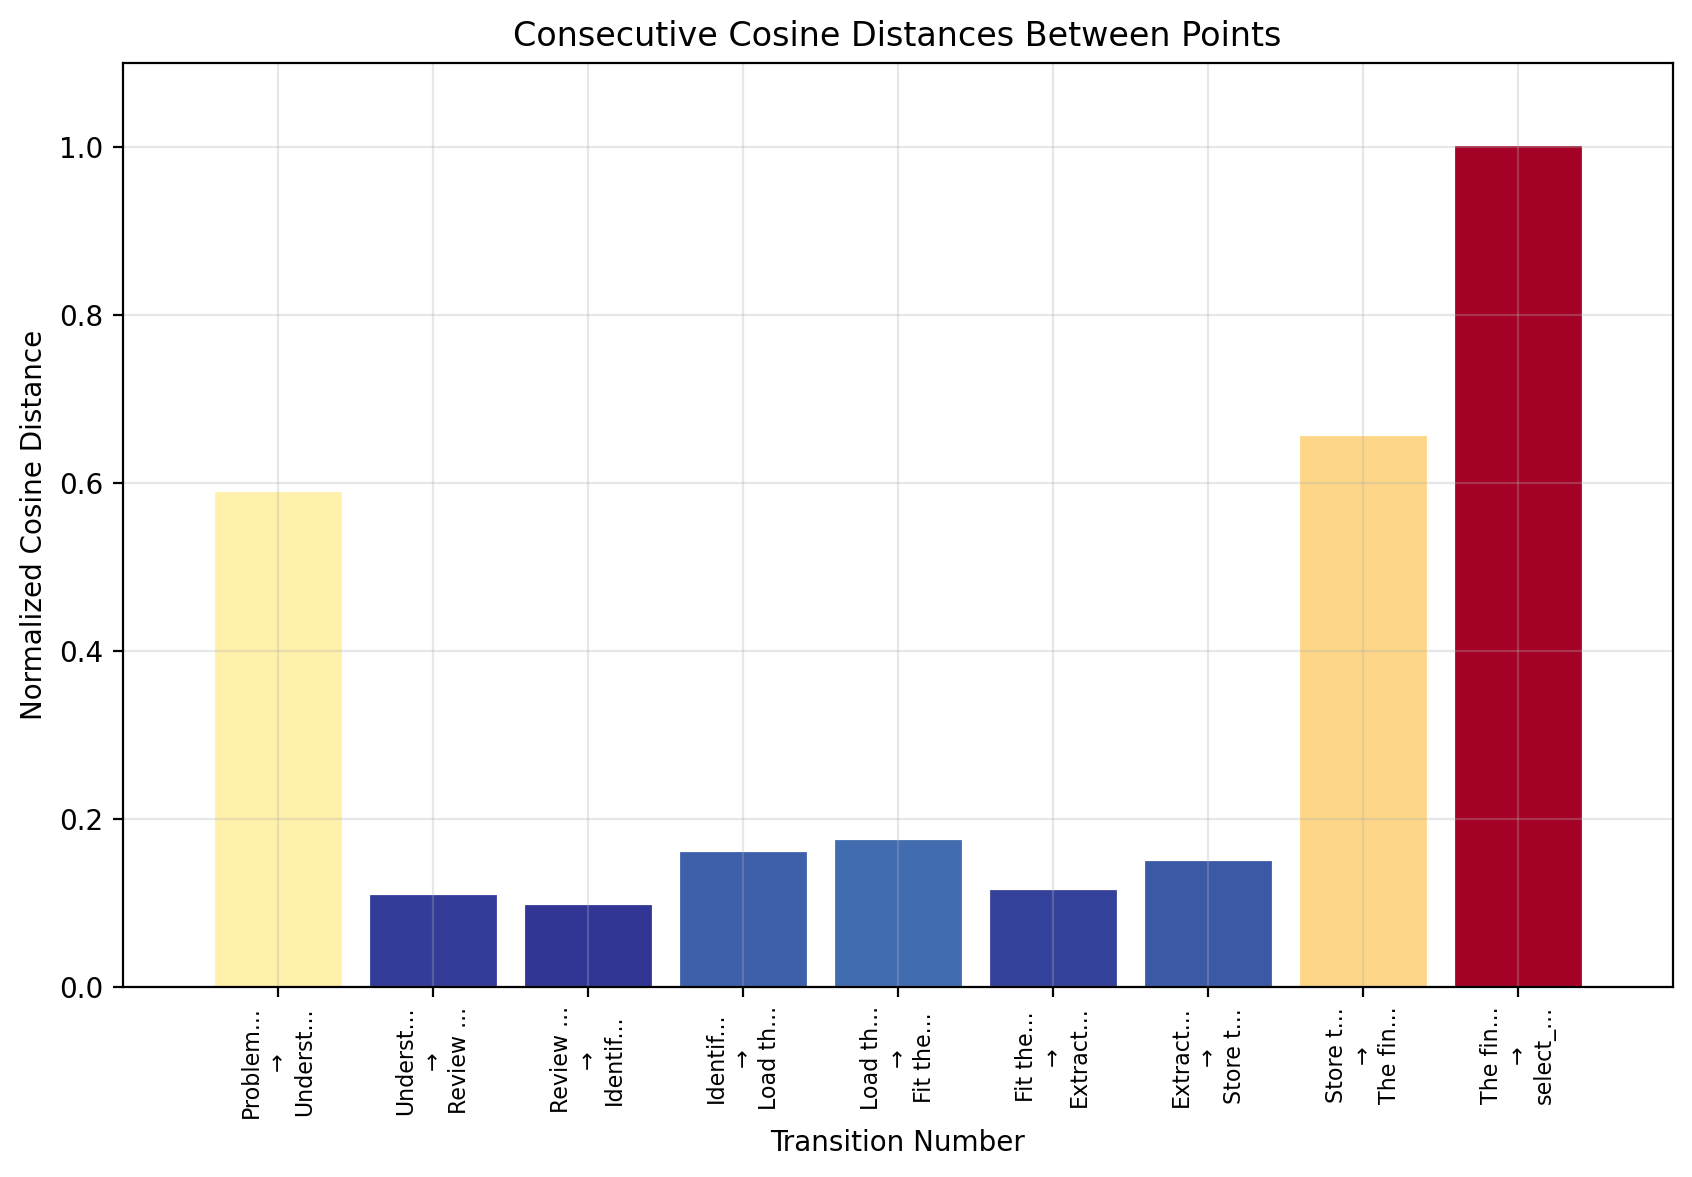 Consecutive Cosine Distances Between Points
Normalized Cosine Distance
1.0
0.8
0.6
0.4
0.2
0.0
Problem...
→
Underst...
Underst...
→
Review ...
Review ...
→
Identif...
Identif...
→
Load th...
Load th...
→
Fit the...
Fit the...
→
Extract...
Extract...
→
Store t...
Store t...
→
The fin...
The fin...
→
select_...
Transition Number